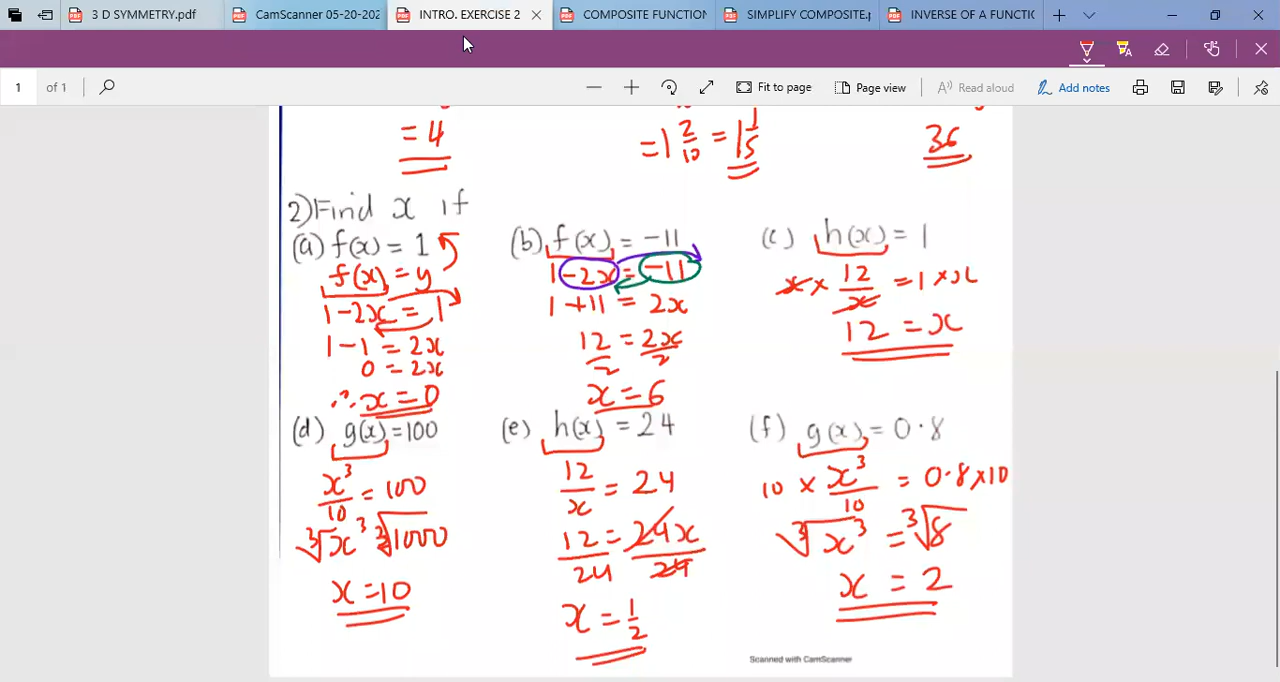 3 D SYMMETRY.pdf
CamScanner 05-20-202
INTRO. EXERCISE 2
COMPOSITE FUNCTION
SIMPLIFY COMPOSITE.p
INVERSE OF A FUNCTIO
1 of 1
Fit to page
Page view
Read aloud
Add notes
= 4
= 1 2/10 = 1 1/5
36
2) Find x if
(a) f(x) = 1
f(x) = y
1 - 2x = 1
1 - 1 = 2x
0 = 2x
∴ x = 0
(b) f(x) = -11
1 - 2x = -11
1 + 11 = 2x
12/2 = 2x/2
x = 6
(c) h(x) = 1
x × 12/x = 1 × x
12 = x
(d) g(x) = 100
x³/10 = 100
∛x³ ∛1000
x = 10
(e) h(x) = 24
12/x = 24
12/24 = 24x/24
x = 1/2
(f) g(x) = 0.8
10 × x³/10 = 0.8 × 10
∛x³ = ∛8
x = 2
Scanned with CamScanner